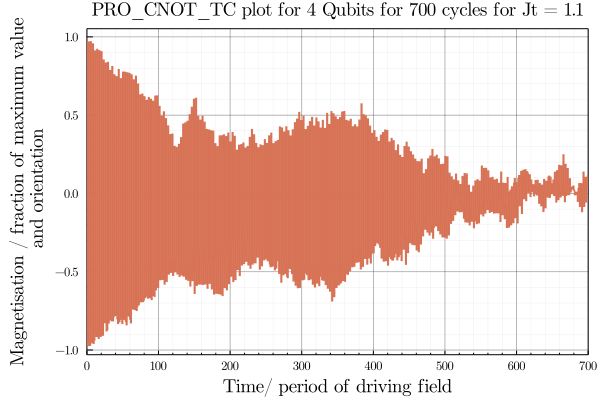 PRO_CNOT_TC plot for 4 Qubits for 700 cycles for Jt = 1.1
Magnetisation / fraction of maximum value
and orientation
1.0
0.5
0.0
−0.5
−1.0
0 100 200 300 400 500 600 700
Time/ period of driving field